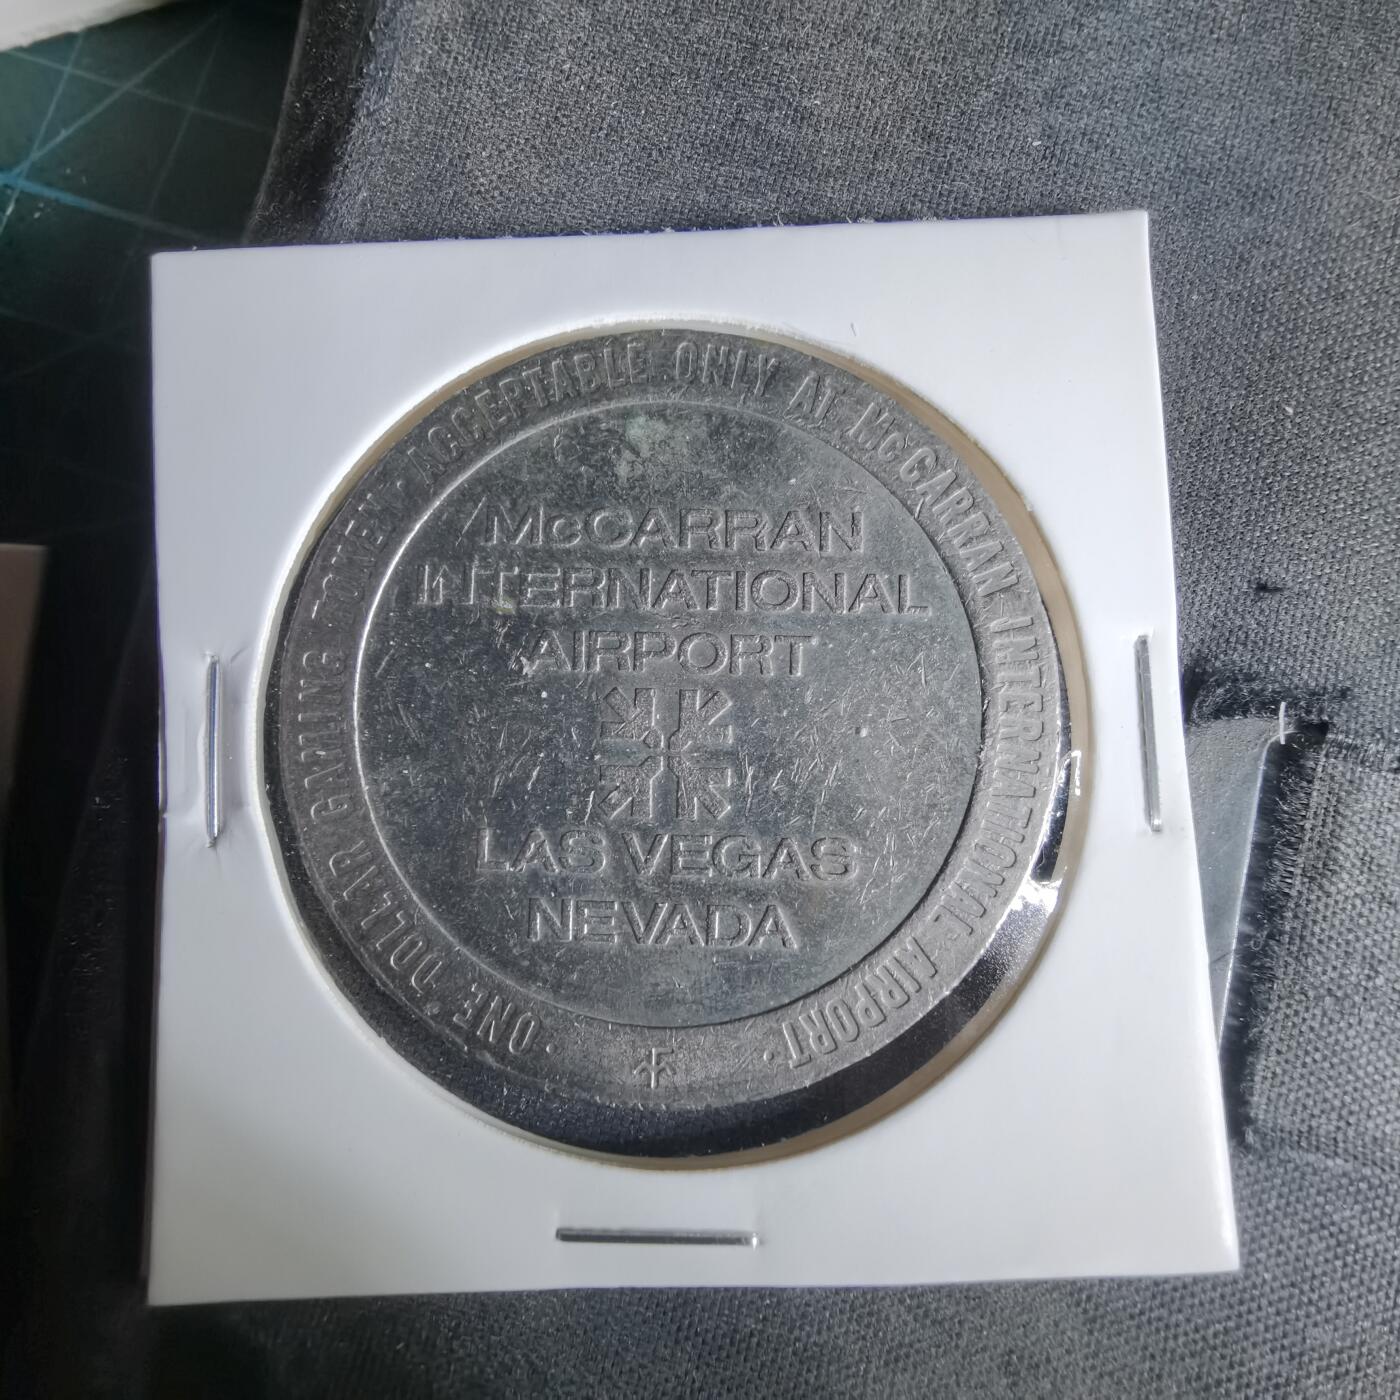 · ONE DOLLAR GAMING TOKEN · ACCEPTABLE ONLY AT McCARRAN INTERNATIONAL AIRPORT ·
McCARRAN
INTERNATIONAL
AIRPORT
LAS VEGAS
NEVADA